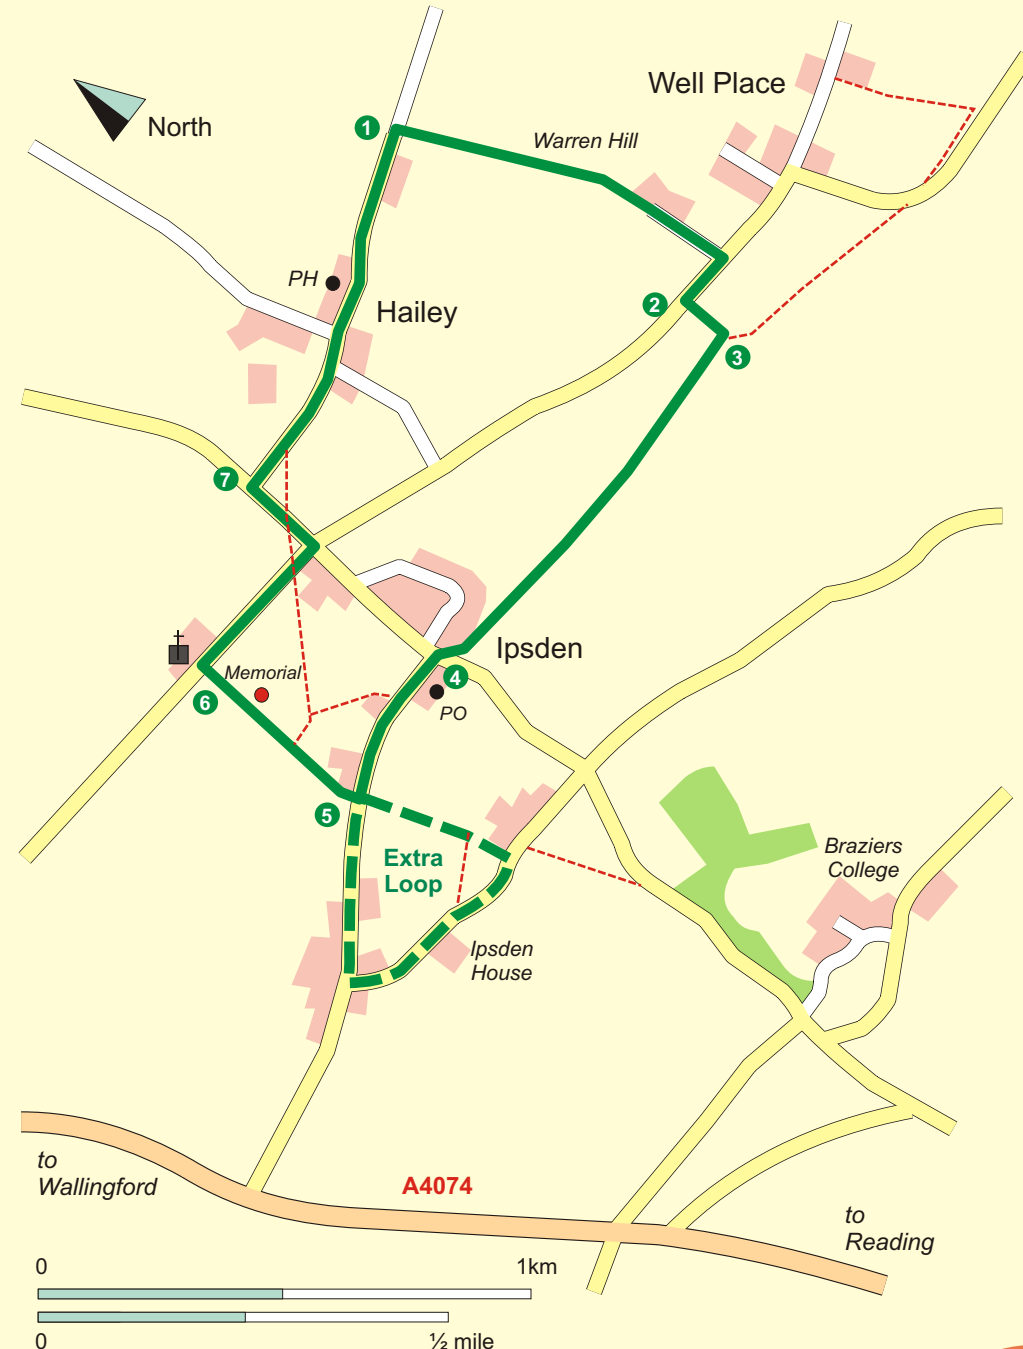 Well Place
1
Warren Hill
North
PH
2
Hailey
3
7
Ipsden
Memorial
4
6
PO
5
Extra
Loop
Braziers
College
Ipsden
House
to
Wallingford
A4074
to
Reading
0
1km
0
½ mile